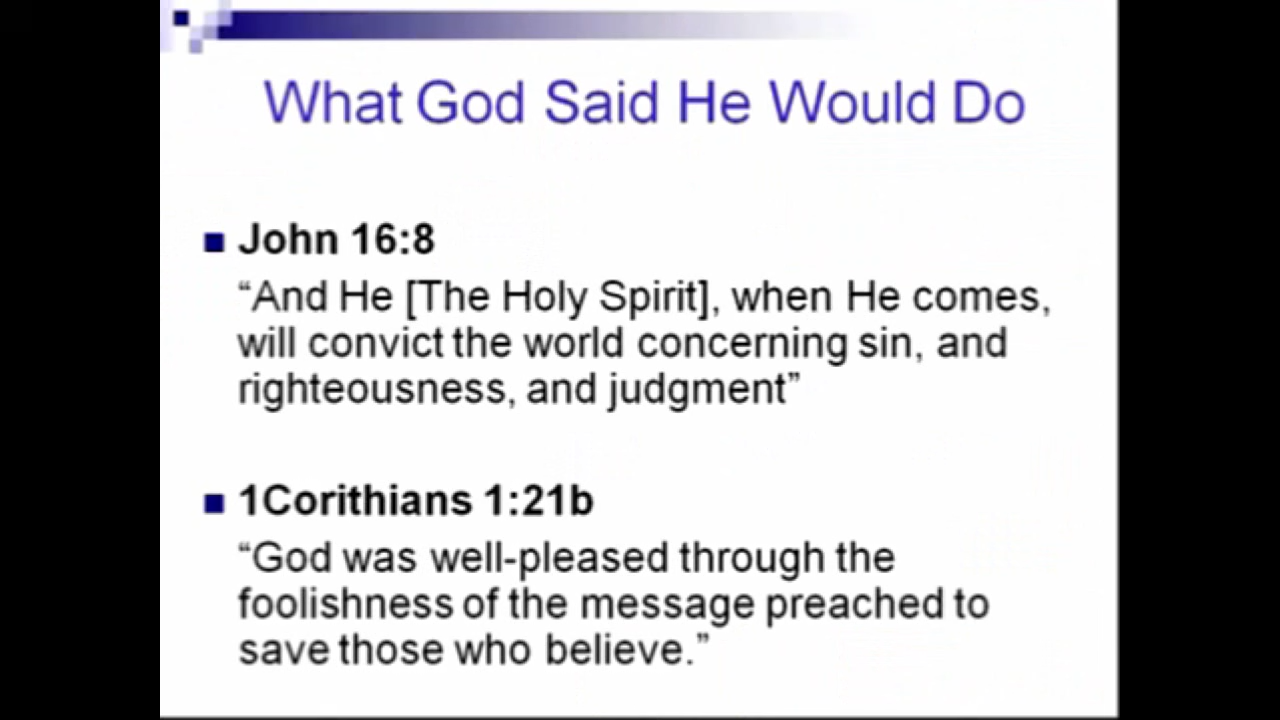 What God Said He Would Do
John 16:8
“And He [The Holy Spirit], when He comes,
will convict the world concerning sin, and
righteousness, and judgment”
1Corithians 1:21b
“God was well-pleased through the
foolishness of the message preached to
save those who believe.”